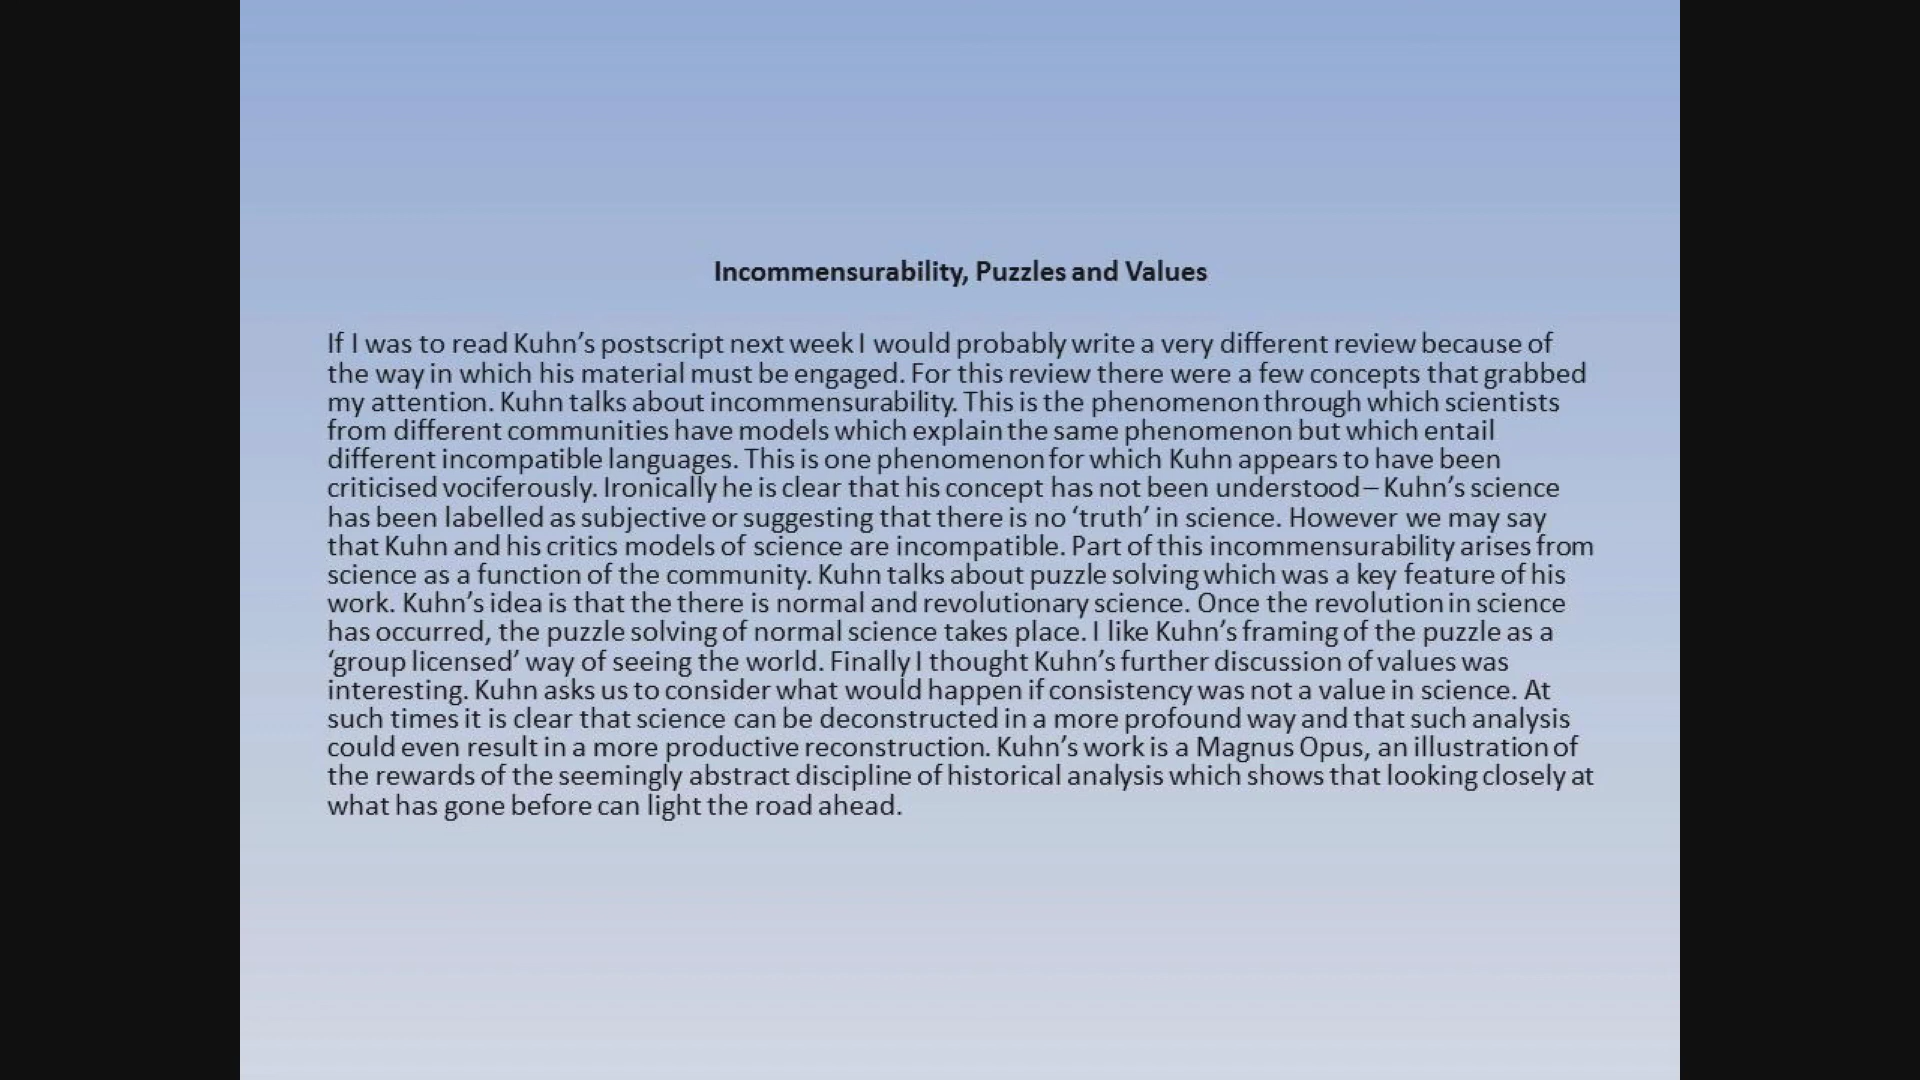 Incommensurability, Puzzles and Values
If I was to read Kuhn’s postscript next week I would probably write a very different review because of
the way in which his material must be engaged. For this review there were a few concepts that grabbed
my attention. Kuhn talks about incommensurability. This is the phenomenon through which scientists
from different communities have models which explain the same phenomenon but which entail
different incompatible languages. This is one phenomenon for which Kuhn appears to have been
criticised vociferously. Ironically he is clear that his concept has not been understood – Kuhn’s science
has been labelled as subjective or suggesting that there is no ‘truth’ in science. However we may say
that Kuhn and his critics models of science are incompatible. Part of this incommensurability arises from
science as a function of the community. Kuhn talks about puzzle solving which was a key feature of his
work. Kuhn’s idea is that the there is normal and revolutionary science. Once the revolution in science
has occurred, the puzzle solving of normal science takes place. I like Kuhn’s framing of the puzzle as a
‘group licensed’ way of seeing the world. Finally I thought Kuhn’s further discussion of values was
interesting. Kuhn asks us to consider what would happen if consistency was not a value in science. At
such times it is clear that science can be deconstructed in a more profound way and that such analysis
could even result in a more productive reconstruction. Kuhn’s work is a Magnus Opus, an illustration of
the rewards of the seemingly abstract discipline of historical analysis which shows that looking closely at
what has gone before can light the road ahead.